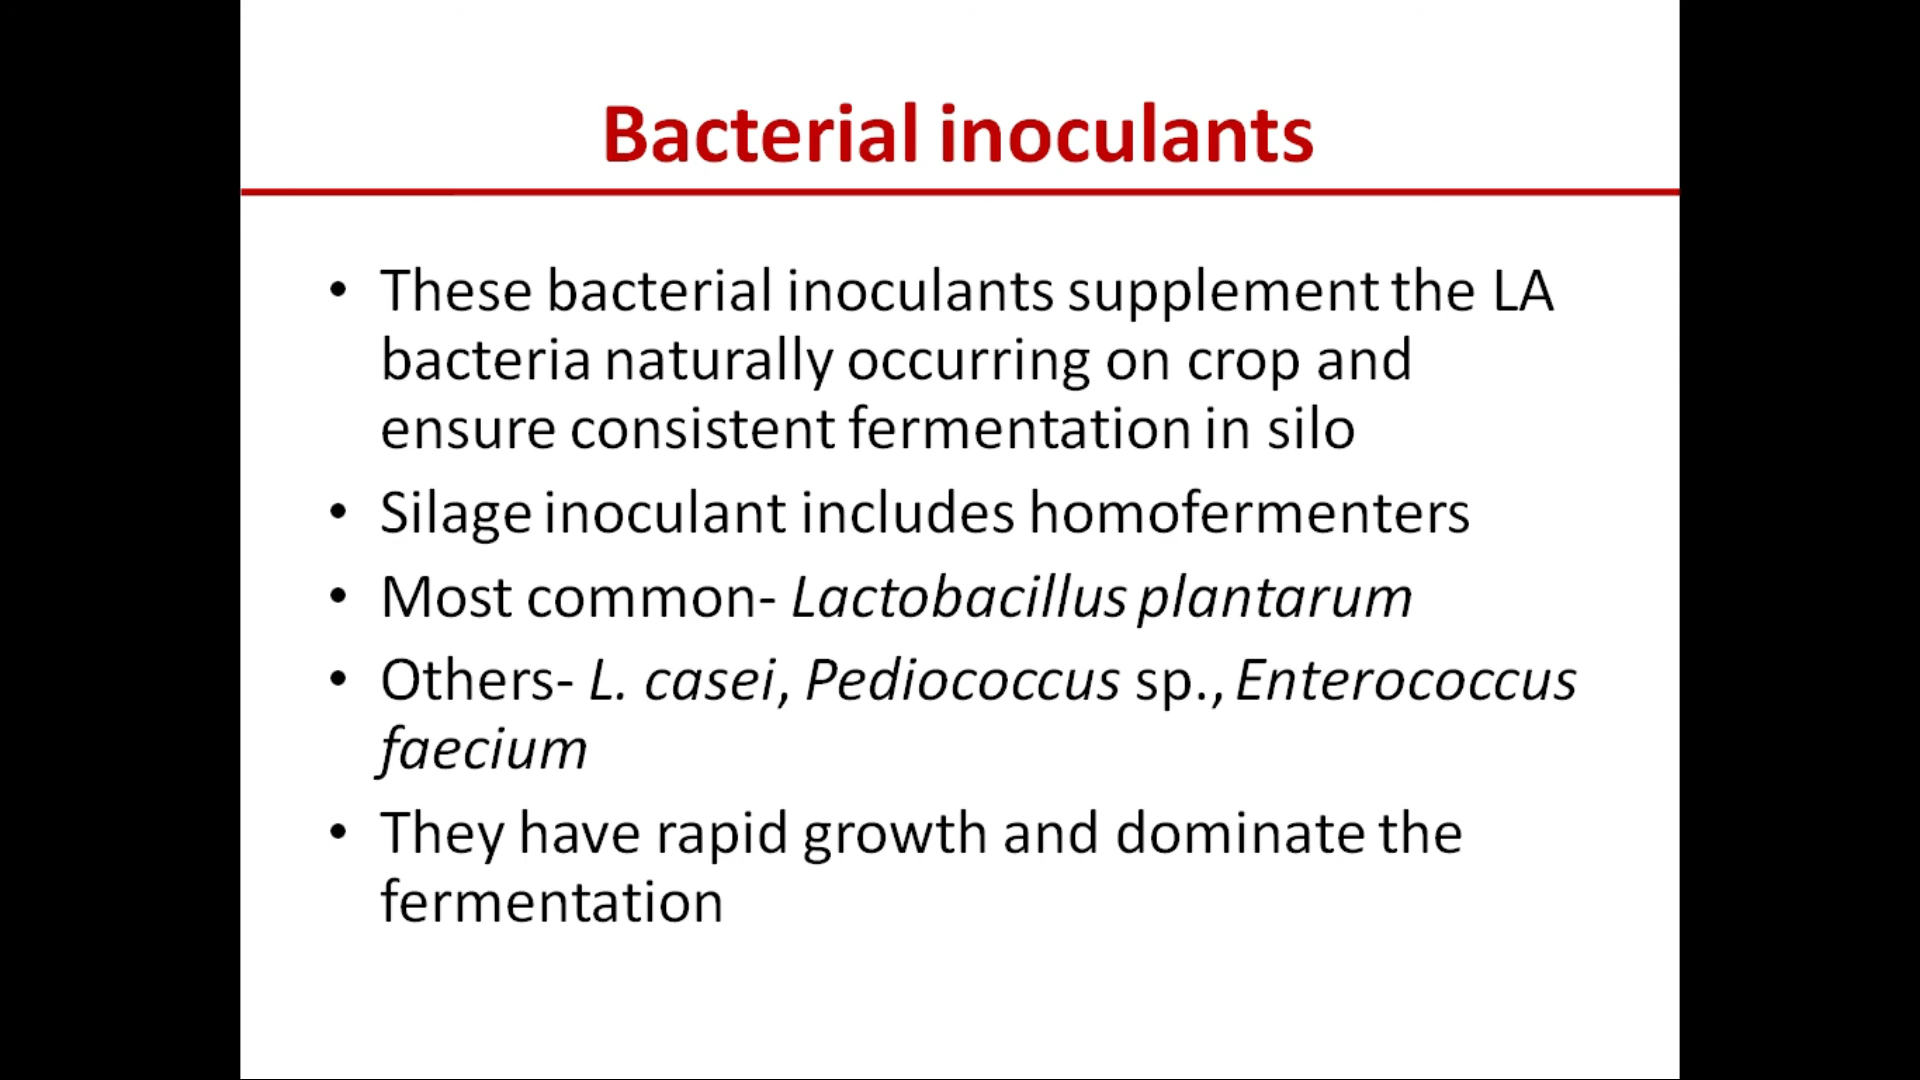 Bacterial inoculants
• These bacterial inoculants supplement the LA
bacteria naturally occurring on crop and
ensure consistent fermentation in silo
• Silage inoculant includes homofermenters
• Most common- Lactobacillus plantarum
• Others- L. casei, Pediococcus sp., Enterococcus
faecium
• They have rapid growth and dominate the
fermentation